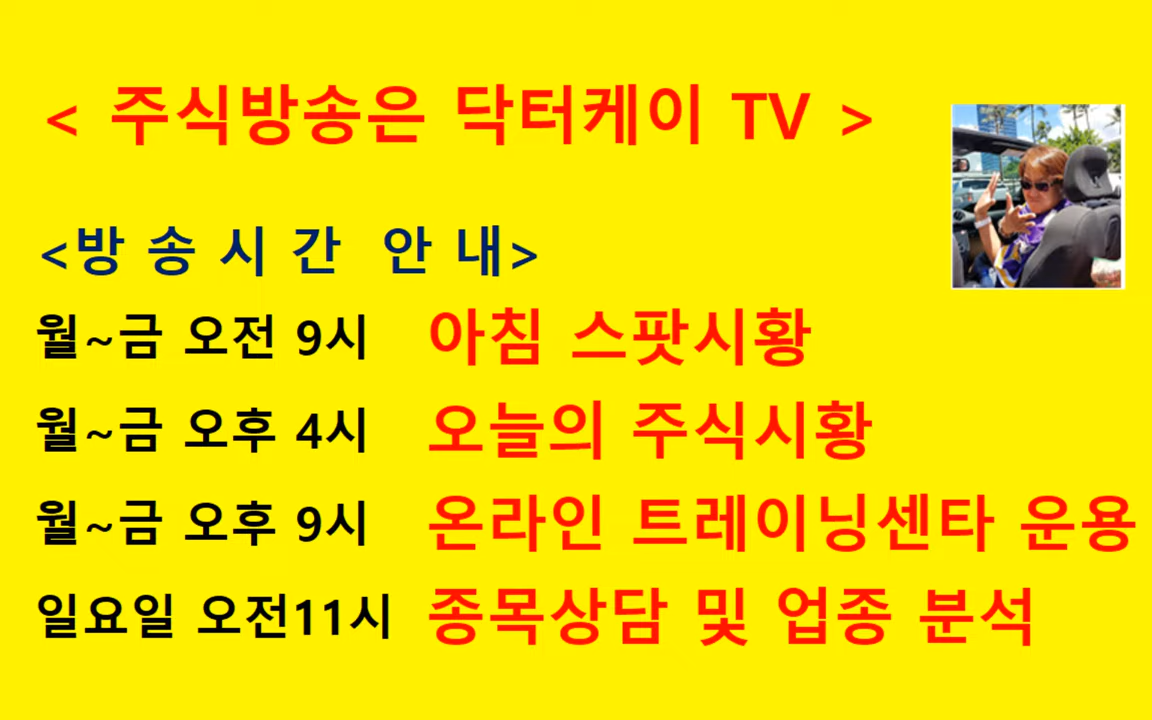 < 주식방송은 닥터케이 TV >
<방 송 시 간 안 내>
월~금 오전 9시 아침 스팟시황
월~금 오후 4시 오늘의 주식시황
월~금 오후 9시 온라인 트레이닝센타 운용
일요일 오전11시 종목상담 및 업종 분석